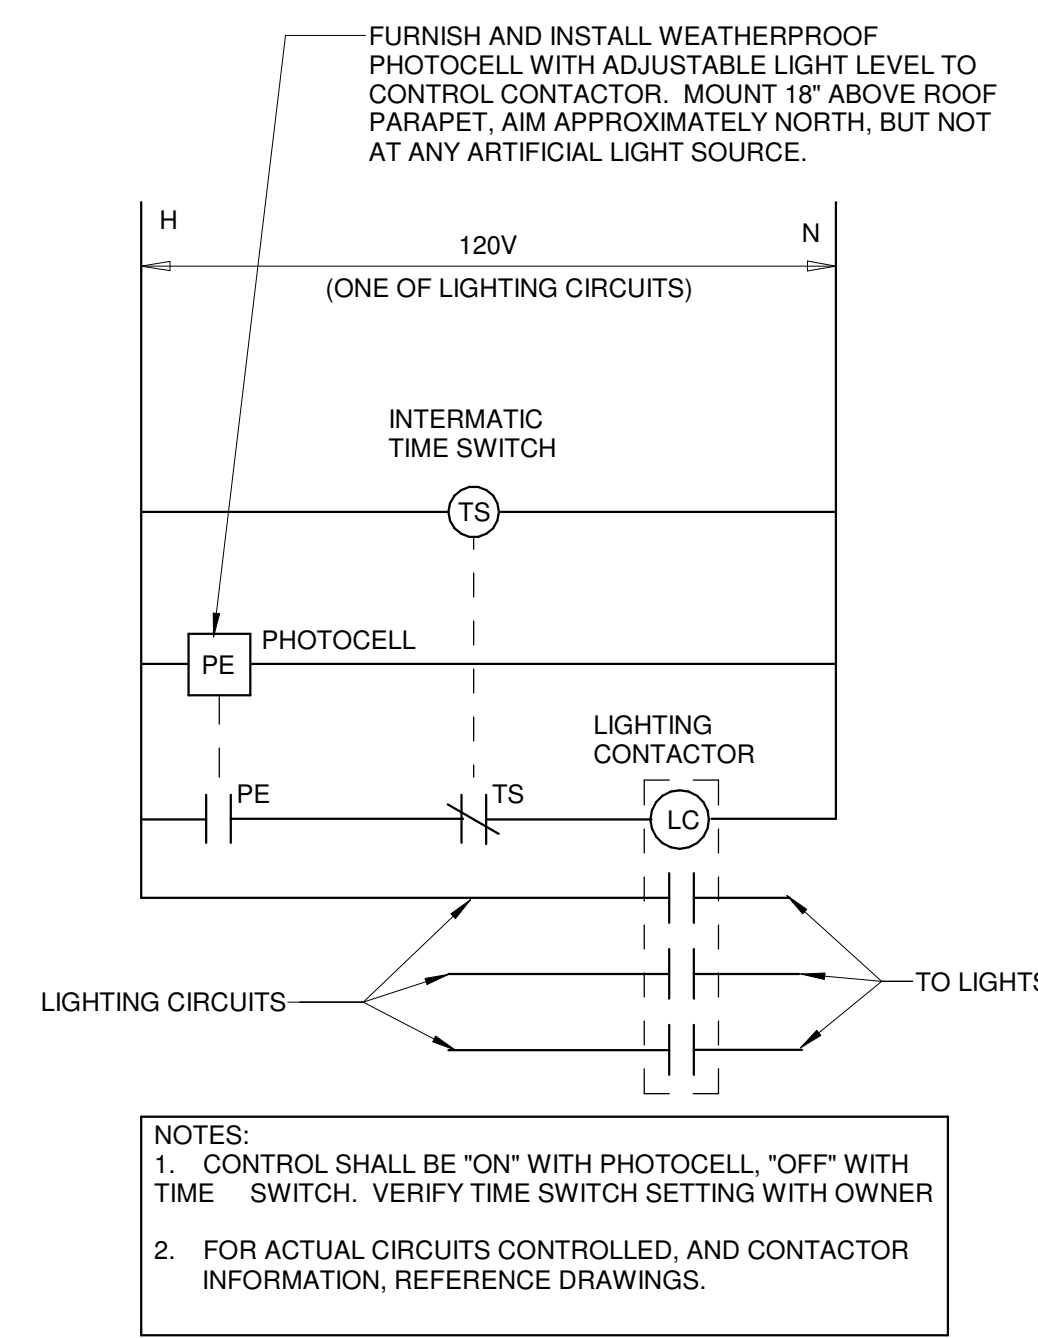 FURNISH AND INSTALL WEATHERPROOF
PHOTOCELL WITH ADJUSTABLE LIGHT LEVEL TO
CONTROL CONTACTOR. MOUNT 18" ABOVE ROOF
PARAPET, AIM APPROXIMATELY NORTH, BUT NOT
AT ANY ARTIFICIAL LIGHT SOURCE.
H
N
120V
(ONE OF LIGHTING CIRCUITS)
INTERMATIC
TIME SWITCH
TS
PHOTOCELL
PE
LIGHTING
CONTACTOR
PE
TS
LC
LIGHTING CIRCUITS
TO LIGHTS
NOTES:
1. CONTROL SHALL BE "ON" WITH PHOTOCELL, "OFF" WITH
TIME SWITCH. VERIFY TIME SWITCH SETTING WITH OWNER
2. FOR ACTUAL CIRCUITS CONTROLLED, AND CONTACTOR
INFORMATION, REFERENCE DRAWINGS.